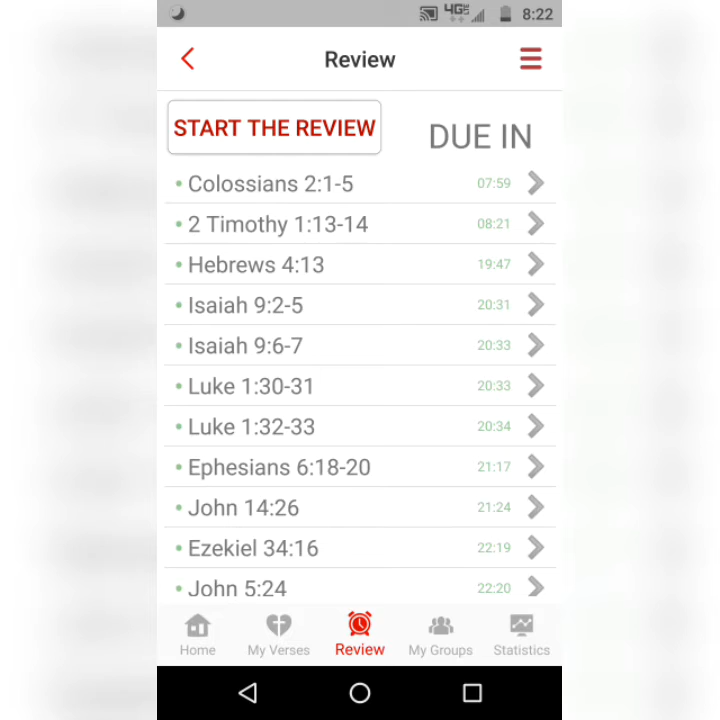 4G 8:22
Review
START THE REVIEW DUE IN
• Colossians 2:1-5 07:59
• 2 Timothy 1:13-14 08:21
• Hebrews 4:13 19:47
• Isaiah 9:2-5 20:31
• Isaiah 9:6-7 20:33
• Luke 1:30-31 20:33
• Luke 1:32-33 20:34
• Ephesians 6:18-20 21:17
• John 14:26 21:24
• Ezekiel 34:16 22:19
• John 5:24 22:20
Home My Verses Review My Groups Statistics